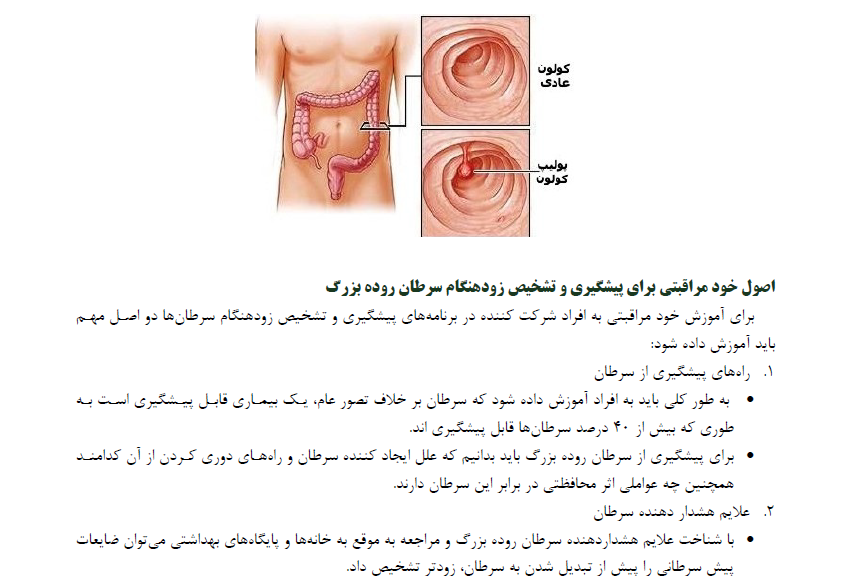 کولون
عادی
پولیپ
کولون
اصول خود مراقبتی برای پیشگیری و تشخیص زودهنگام سرطان روده بزرگ
برای آموزش خود مراقبتی به افراد شرکت کننده در برنامه‌های پیشگیری و تشخیص زودهنگام سرطان‌ها دو اصل مهم
باید آموزش داده شود:
۱. راه‌های پیشگیری از سرطان
• به طور کلی باید به افراد آموزش داده شود که سرطان بر خلاف تصور عام، یک بیماری قابل پیشگیری است به
طوری که بیش از ۴۰ درصد سرطان‌ها قابل پیشگیری اند.
• برای پیشگیری از سرطان روده بزرگ باید بدانیم که علل ایجاد کننده سرطان و راه‌های دوری کردن از آن کدامند
همچنین چه عواملی اثر محافظتی در برابر این سرطان دارند.
۲. علایم هشدار دهنده سرطان
• با شناخت علایم هشداردهنده سرطان روده بزرگ و مراجعه به موقع به خانه‌ها و پایگاه‌های بهداشتی می‌توان ضایعات
پیش سرطانی را پیش از تبدیل شدن به سرطان، زودتر تشخیص داد.